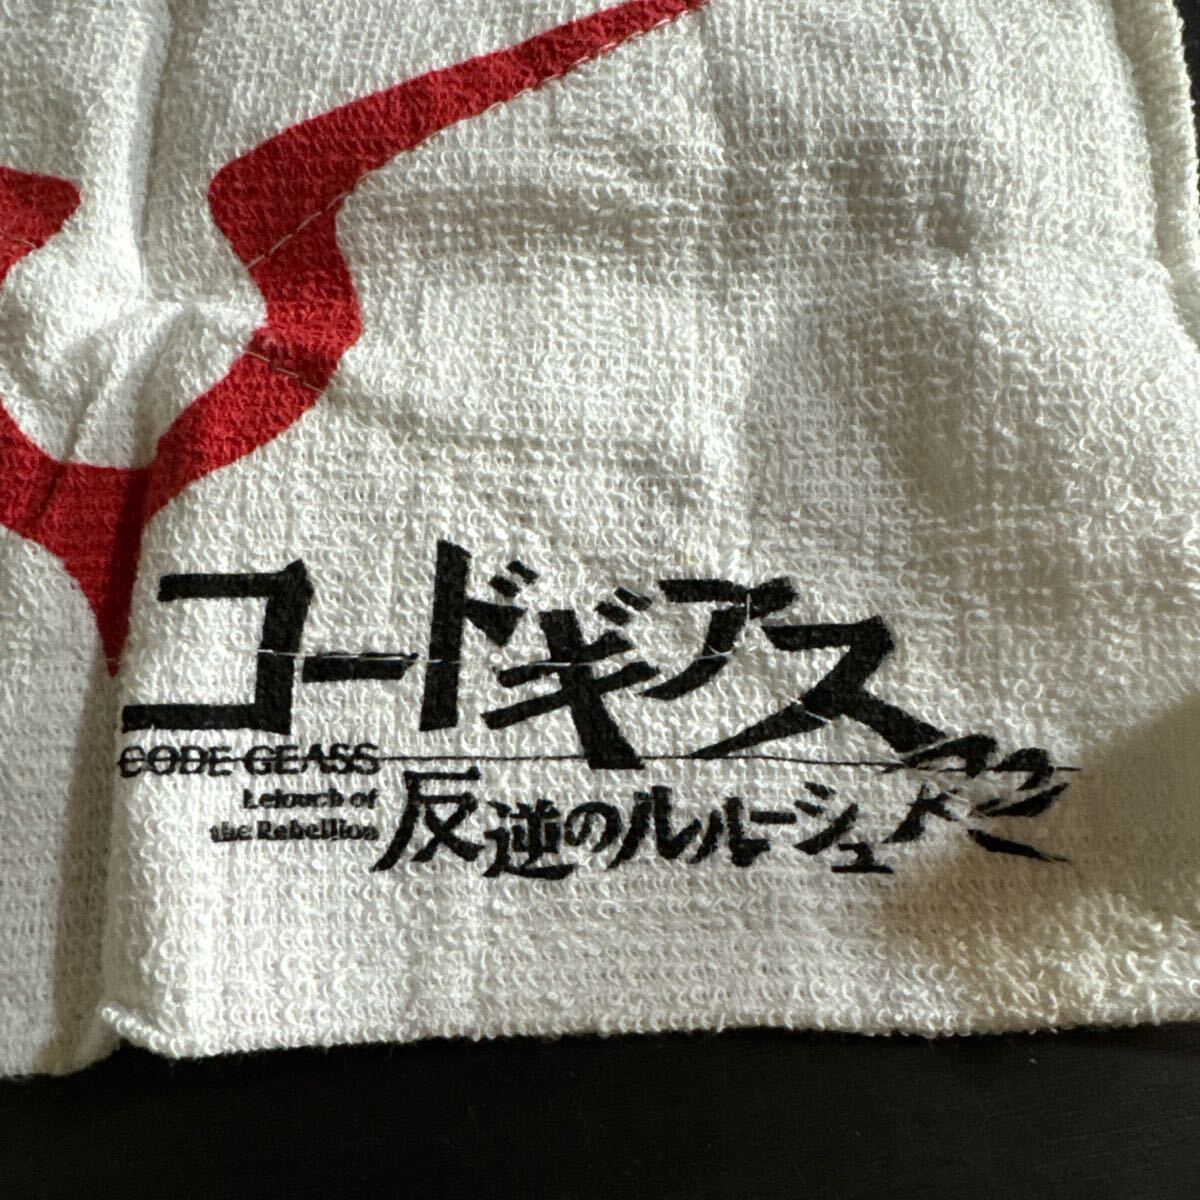 コードギアス
CODE GEASS
Lelouch of
the Rebellion
反逆のルルーシュ R2